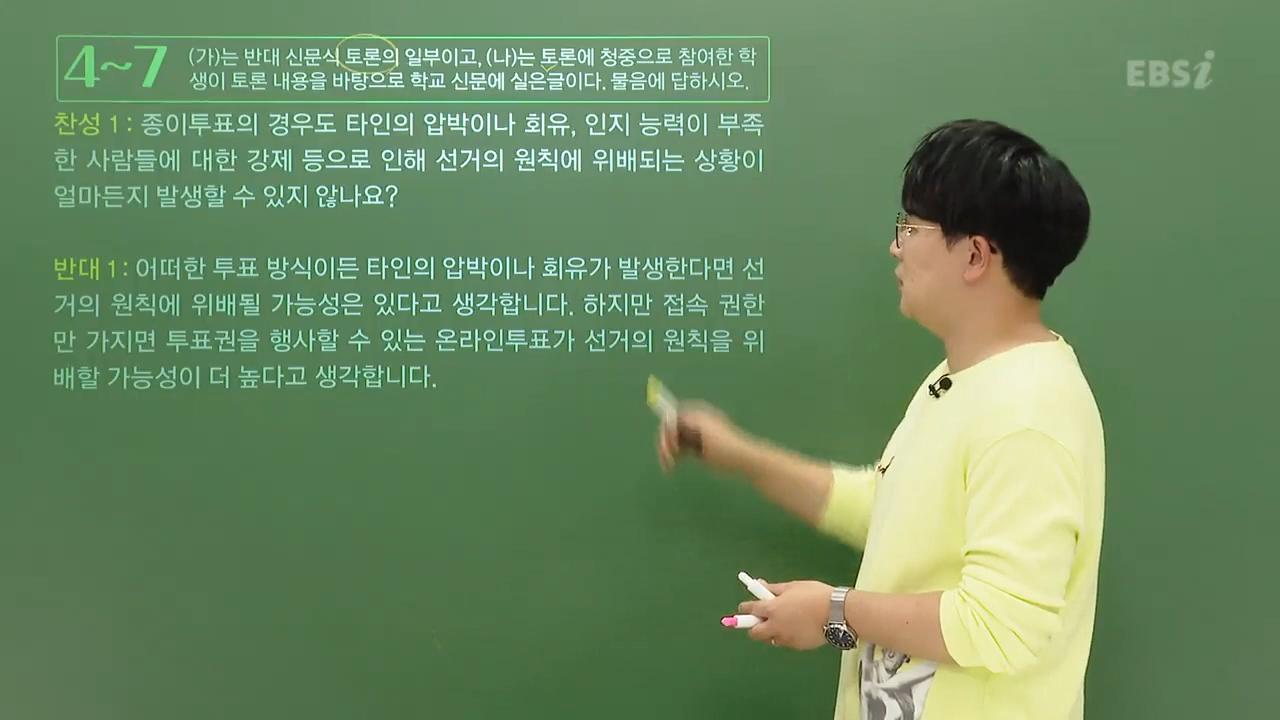 4~7
(가)는 반대 신문식 토론의 일부이고, (나)는 토론에 청중으로 참여한 학
생이 토론 내용을 바탕으로 학교 신문에 실은글이다. 물음에 답하시오.
EBSi
찬성 1 : 종이투표의 경우도 타인의 압박이나 회유, 인지 능력이 부족
한 사람들에 대한 강제 등으로 인해 선거의 원칙에 위배되는 상황이
얼마든지 발생할 수 있지 않나요?
반대 1 : 어떠한 투표 방식이든 타인의 압박이나 회유가 발생한다면 선
거의 원칙에 위배될 가능성은 있다고 생각합니다. 하지만 접속 권한
만 가지면 투표권을 행사할 수 있는 온라인투표가 선거의 원칙을 위
배할 가능성이 더 높다고 생각합니다.